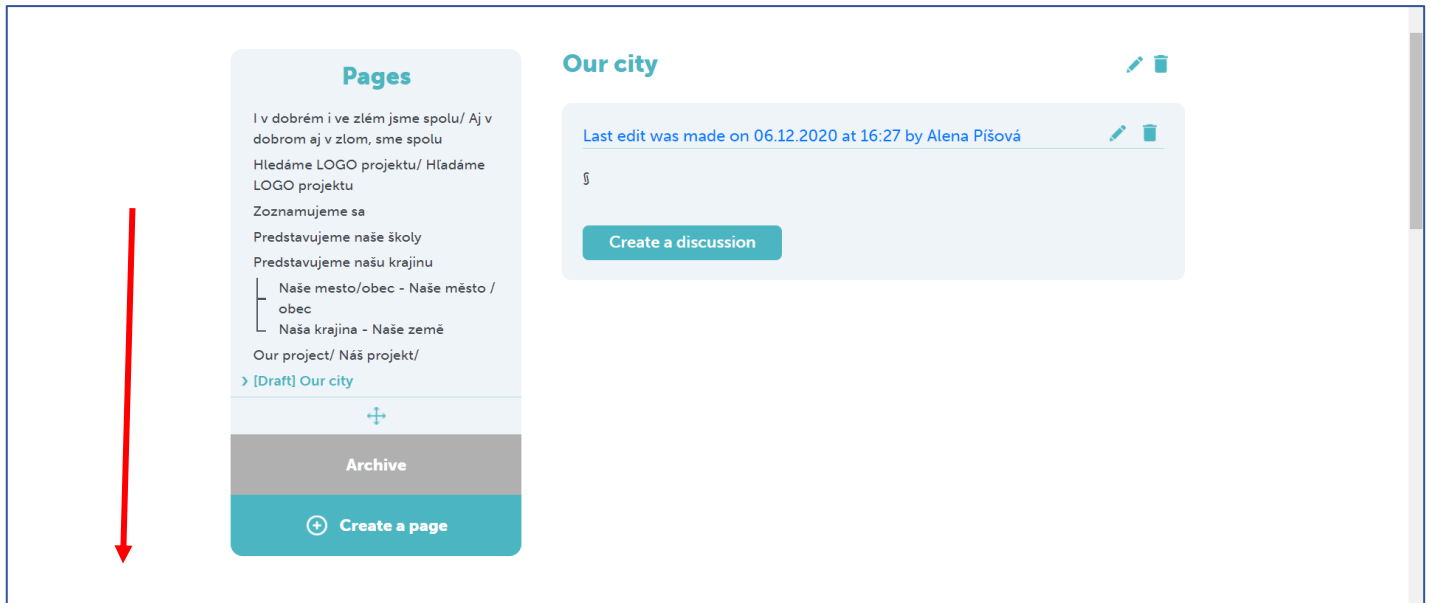 Pages
I v dobrém i ve zlém jsme spolu/ Aj v
dobrom aj v zlom, sme spolu
Hledáme LOGO projektu/ Hľadáme
LOGO projektu
Zoznamujeme sa
Predstavujeme naše školy
Predstavujeme našu krajinu
Naše mesto/obec - Naše město /
obec
Naša krajina - Naše země
Our project/ Náš projekt/
[Draft] Our city
Archive
Create a page
Our city
Last edit was made on 06.12.2020 at 16:27 by Alena Píšová
§
Create a discussion